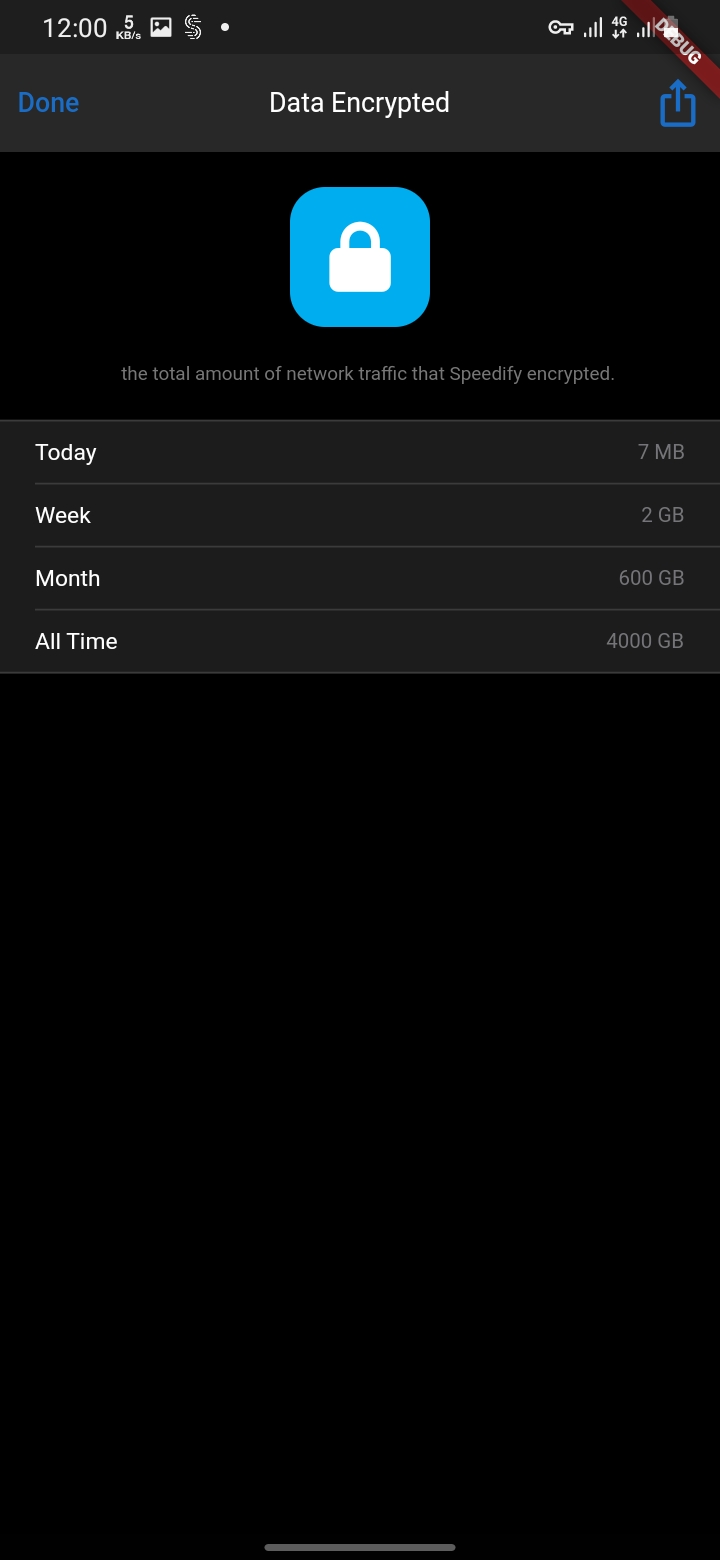 12:00 5 KB/s 4G DEBUG
Done Data Encrypted
the total amount of network traffic that Speedify encrypted.
Today 7 MB
Week 2 GB
Month 600 GB
All Time 4000 GB